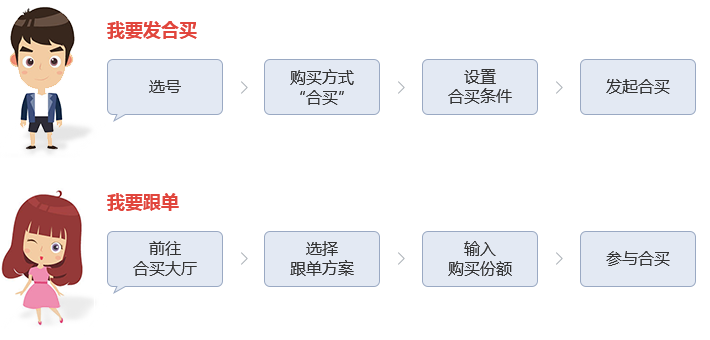 我要发合买
选号
购买方式
“合买”
设置
合买条件
发起合买
我要跟单
前往
合买大厅
选择
跟单方案
输入
购买份额
参与合买